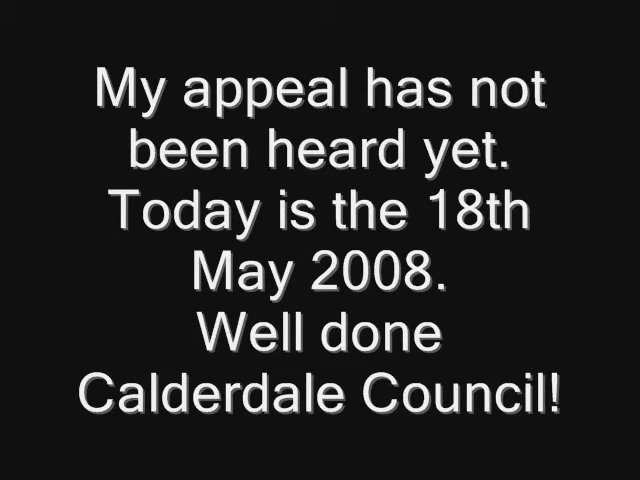 My appeal has not
been heard yet.
Today is the 18th
May 2008.
Well done
Calderdale Council!